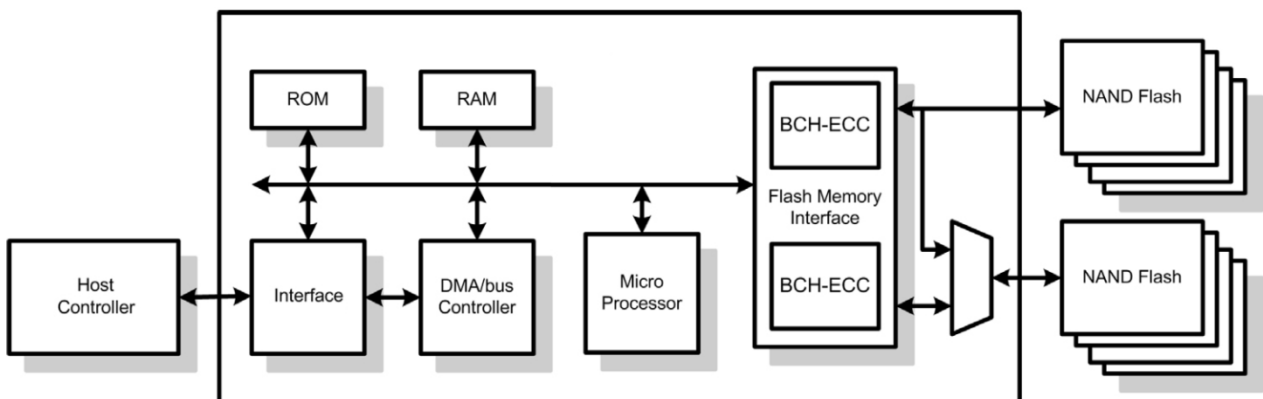 ROM
RAM
BCH-ECC
NAND Flash
Flash Memory
Interface
Host
Controller
Interface
DMA/bus
Controller
Micro
Processor
BCH-ECC
NAND Flash